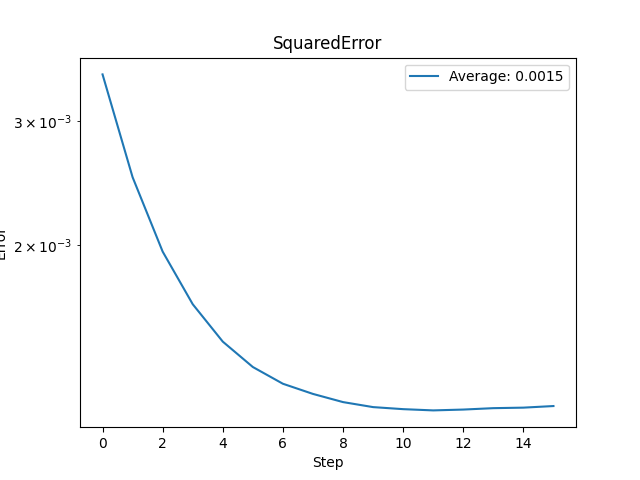 SquaredError
Average: 0.0015
3 × 10⁻³
2 × 10⁻³
Error
0 2 4 6 8 10 12 14
Step